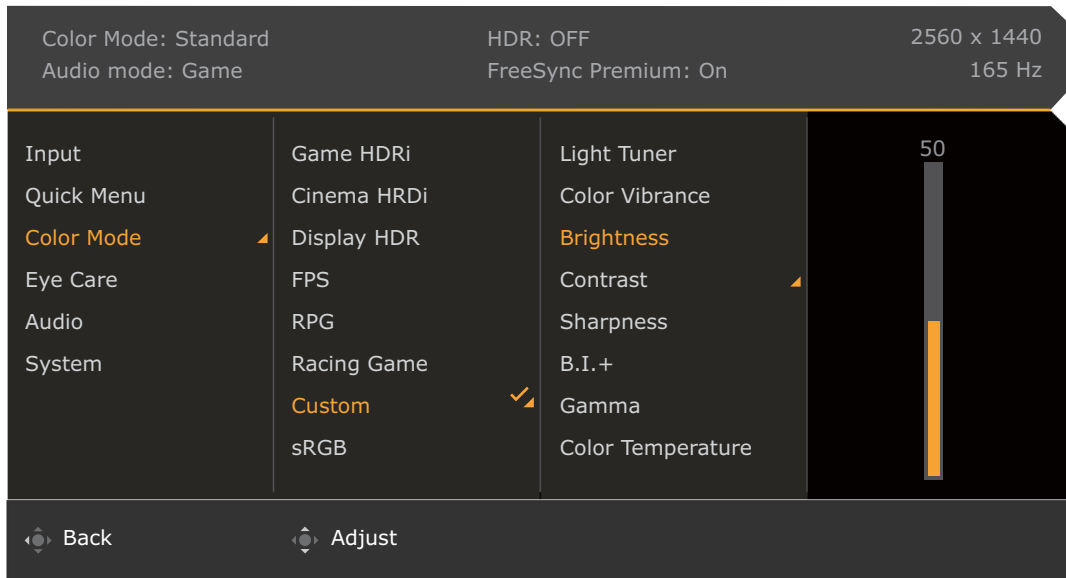 Color Mode: Standard
Audio mode: Game
HDR: OFF
FreeSync Premium: On
2560 x 1440
165 Hz
Input
Quick Menu
Color Mode
Eye Care
Audio
System
Game HDRi
Cinema HRDi
Display HDR
FPS
RPG
Racing Game
Custom
sRGB
Light Tuner
Color Vibrance
Brightness
Contrast
Sharpness
B.I.+
Gamma
Color Temperature
50
Back
Adjust